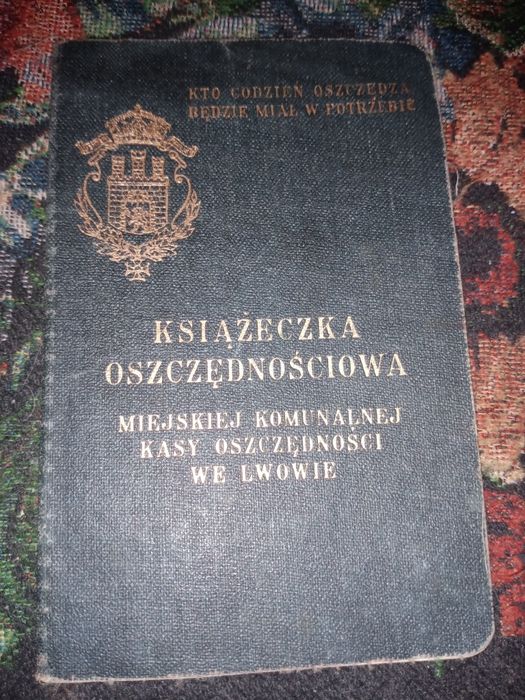 KTO CODZIEŃ OSZCZĘDZA
BĘDZIE MIAŁ W POTRZEBIE
KSIĄŻECZKA
OSZCZĘDNOŚCIOWA
MIEJSKIEJ KOMUNALNEJ
KASY OSZCZĘDNOŚCI
WE LWOWIE